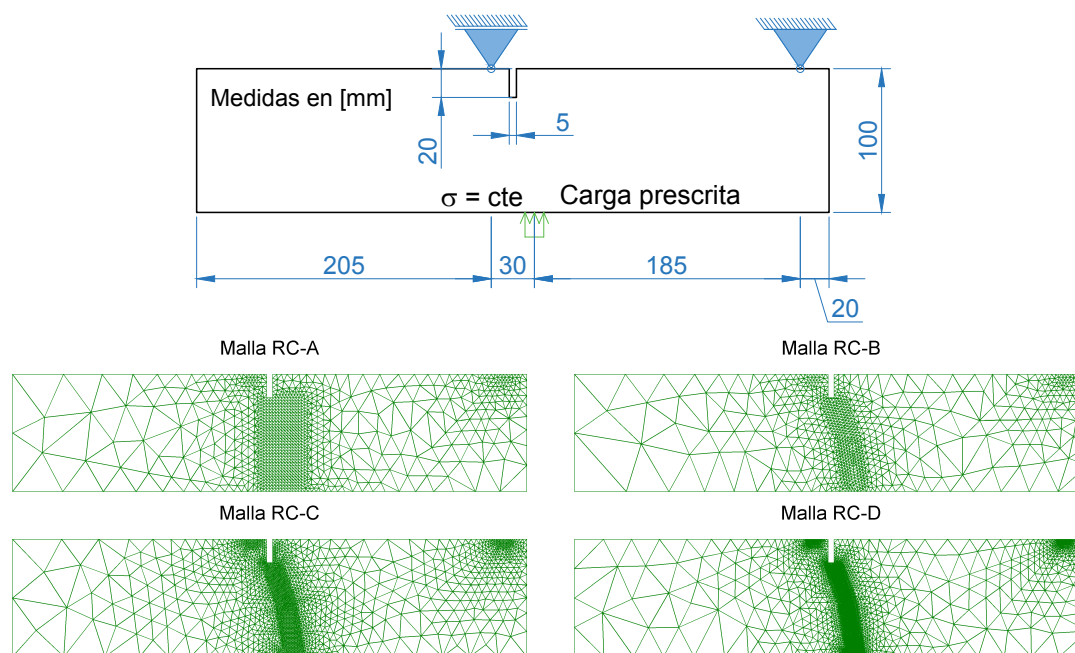 Medidas en [mm]
20
5
100
σ = cte
Carga prescrita
205
30
185
20
Malla RC-A
Malla RC-B
Malla RC-C
Malla RC-D